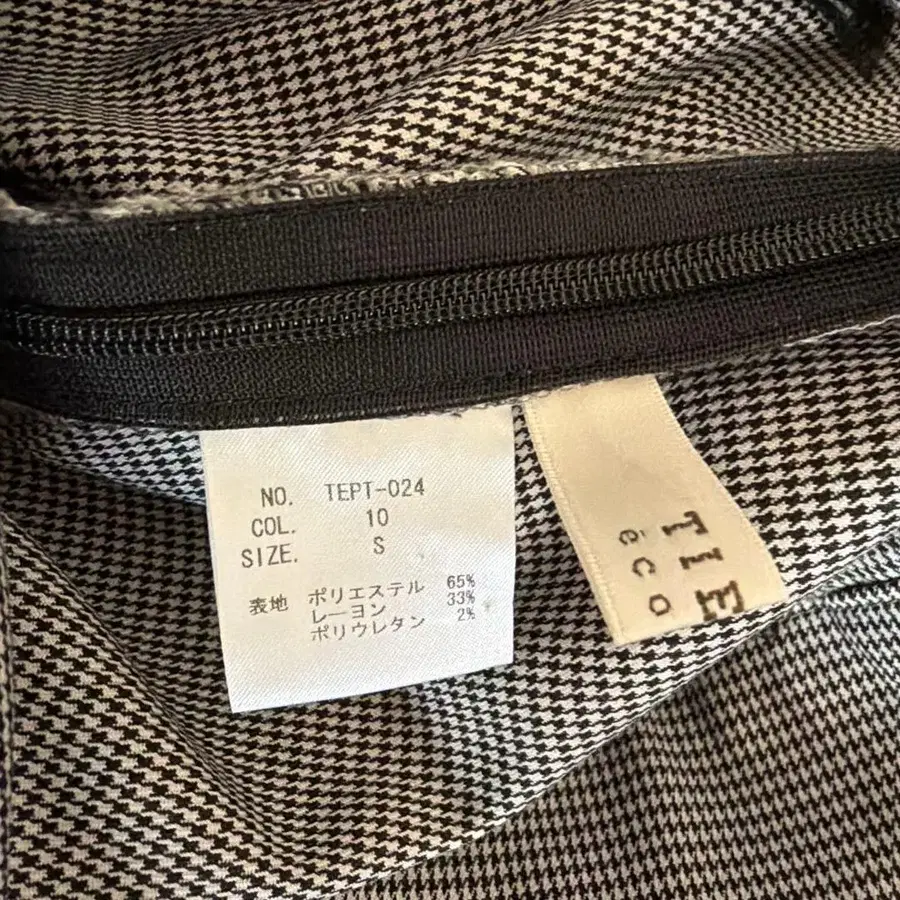 NO. TEPT-024
COL. 10
SIZE. S
表地 ポリエステル 65%
レーヨン 33%
ポリウレタン 2%
TIE
èco